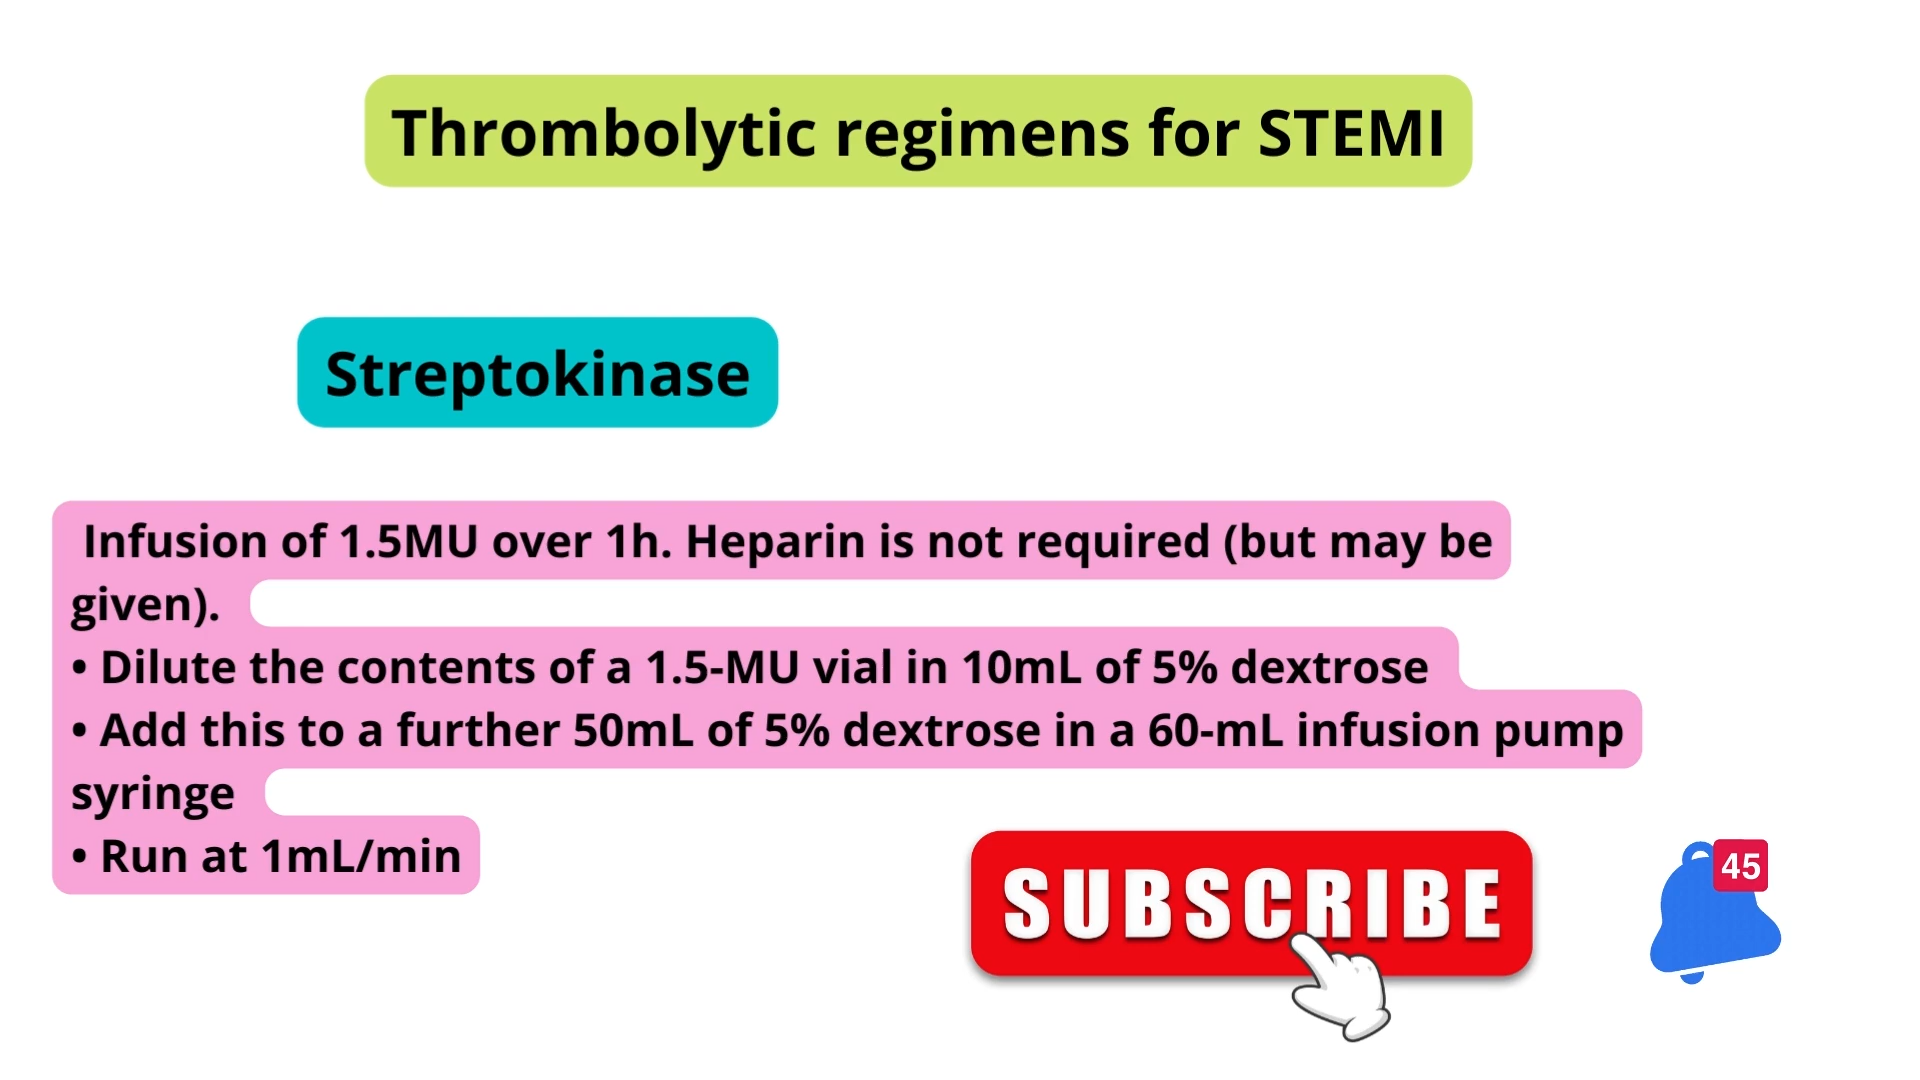 Thrombolytic regimens for STEMI
Streptokinase
Infusion of 1.5MU over 1h. Heparin is not required (but may be
given).
• Dilute the contents of a 1.5-MU vial in 10mL of 5% dextrose
• Add this to a further 50mL of 5% dextrose in a 60-mL infusion pump
syringe
• Run at 1mL/min
SUBSCRIBE
45